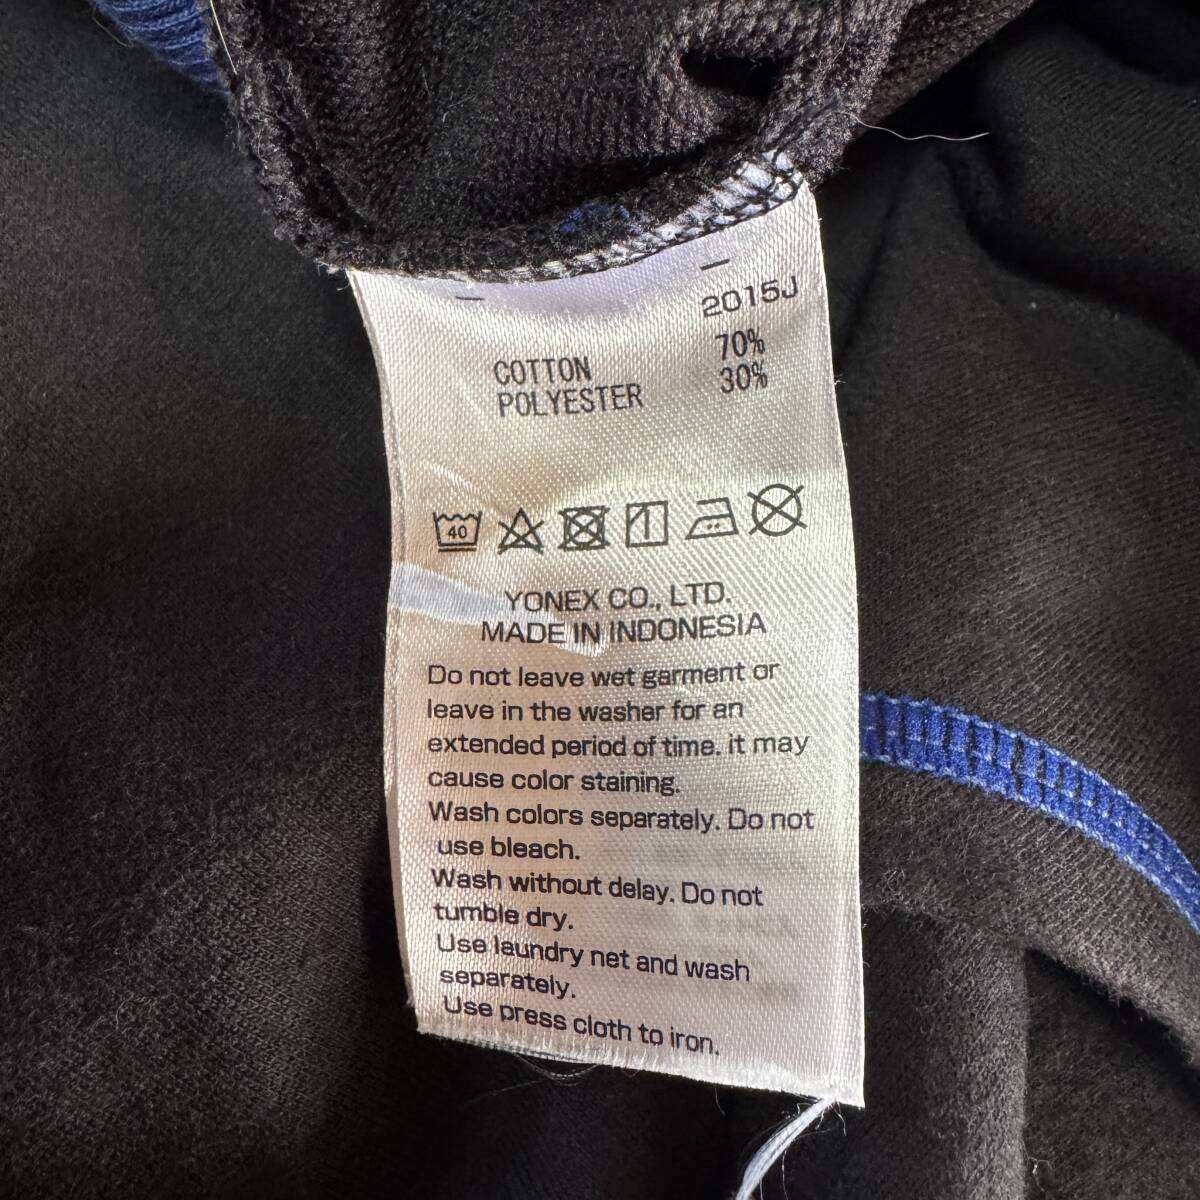 2015J
COTTON 70%
POLYESTER 30%
40
YONEX CO., LTD.
MADE IN INDONESIA
Do not leave wet garment or
leave in the washer for an
extended period of time. it may
cause color staining.
Wash colors separately. Do not
use bleach.
Wash without delay. Do not
tumble dry.
Use laundry net and wash
separately.
Use press cloth to iron.